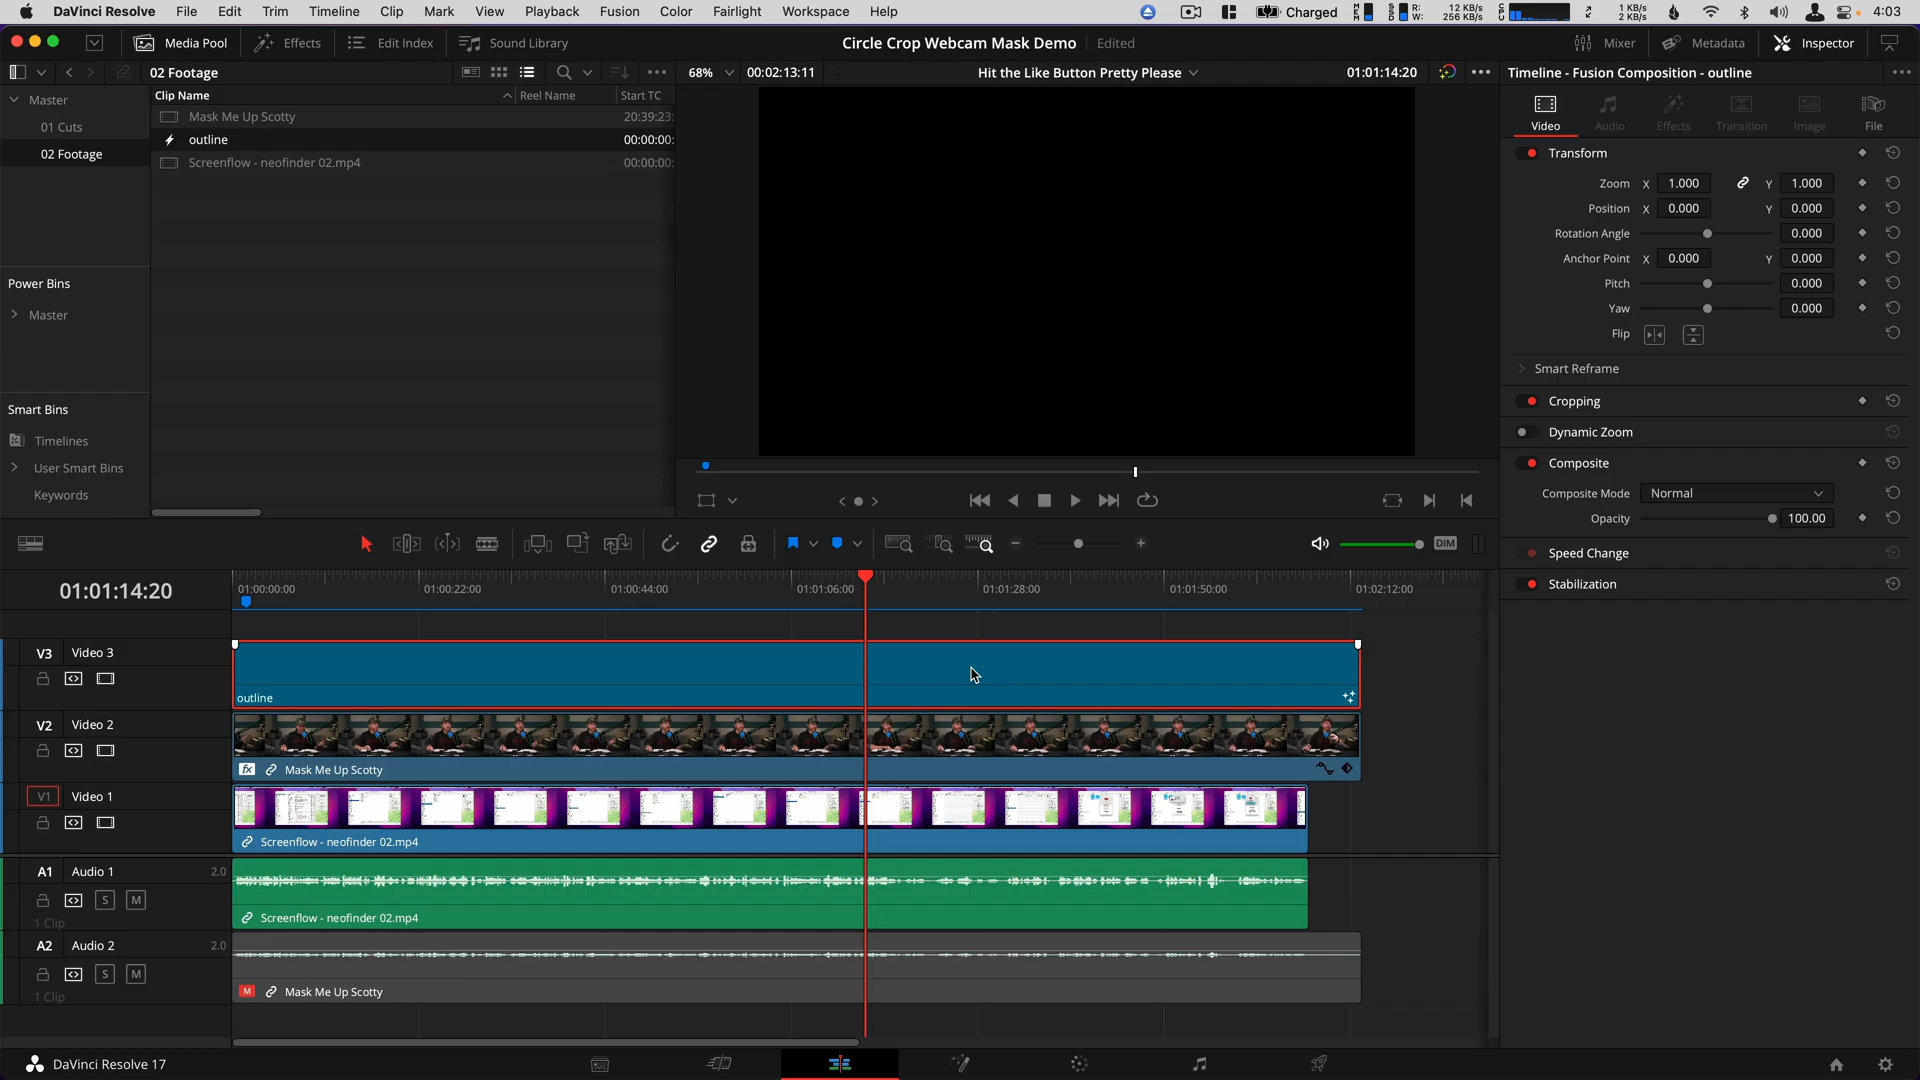 DaVinci Resolve File Edit Trim Timeline Clip Mark View Playback Fusion Color Fairlight Workspace Help Charged R: W: 12 KB/s 256 KB/s 1 KB/s 2 KB/s 4:03
Media Pool Effects Edit Index Sound Library Circle Crop Webcam Mask Demo Edited Mixer Metadata Inspector
02 Footage 68% 00:02:13:11 Hit the Like Button Pretty Please 01:01:14:20 Timeline - Fusion Composition - outline
Master
01 Cuts
02 Footage
Power Bins
Master
Smart Bins
Timelines
User Smart Bins
Keywords
Clip Name Reel Name Start TC
Mask Me Up Scotty 20:39:23:
outline 00:00:00:
Screenflow - neofinder 02.mp4 00:00:00:
Video Audio Effects Transition Image File
Transform
Zoom X 1.000 Y 1.000
Position X 0.000 Y 0.000
Rotation Angle 0.000
Anchor Point X 0.000 Y 0.000
Pitch 0.000
Yaw 0.000
Flip
Smart Reframe
Cropping
Dynamic Zoom
Composite
Composite Mode Normal
Opacity 100.00
Speed Change
Stabilization
DIM
01:01:14:20
01:00:00:00 01:00:22:00 01:00:44:00 01:01:06:00 01:01:28:00 01:01:50:00 01:02:12:00
V3 Video 3
outline
V2 Video 2
fx Mask Me Up Scotty
V1 Video 1
Screenflow - neofinder 02.mp4
A1 Audio 1 2.0
S M
1 Clip
Screenflow - neofinder 02.mp4
A2 Audio 2 2.0
S M
1 Clip
M Mask Me Up Scotty
DaVinci Resolve 17